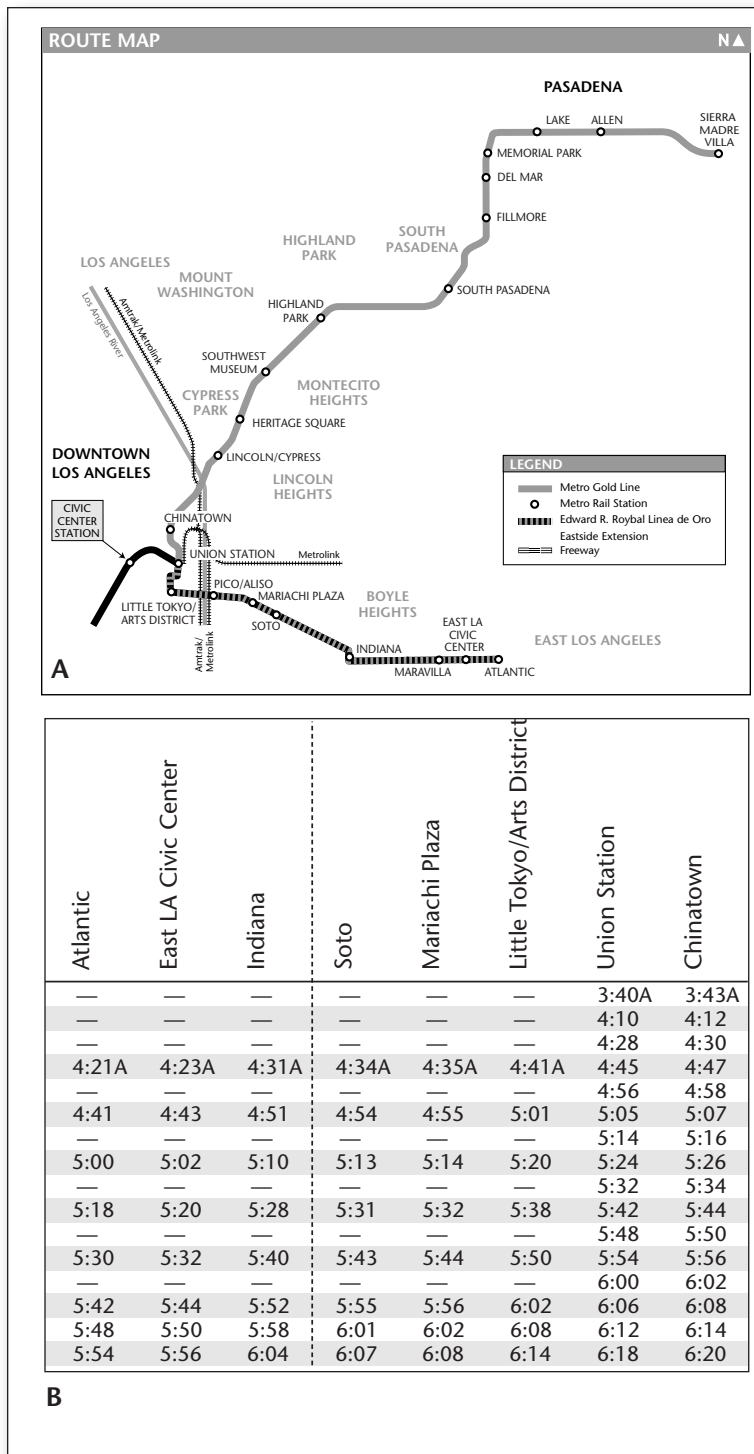 ROUTE MAP
N
PASADENA
LAKE
ALLEN
SIERRA
MADRE
VILLA
MEMORIAL PARK
DEL MAR
FILLMORE
SOUTH
PASADENA
HIGHLAND
PARK
LOS ANGELES
MOUNT
WASHINGTON
SOUTH PASADENA
Los Angeles River
Amtrak/Metrolink
HIGHLAND
PARK
SOUTHWEST
MUSEUM
MONTECITO
HEIGHTS
CYPRESS
PARK
HERITAGE SQUARE
DOWNTOWN
LOS ANGELES
LINCOLN/CYPRESS
LINCOLN
HEIGHTS
LEGEND
Metro Gold Line
Metro Rail Station
Edward R. Roybal Linea de Oro
Eastside Extension
Freeway
CIVIC
CENTER
STATION
CHINATOWN
UNION STATION
Metrolink
PICO/ALISO
MARIACHI PLAZA
LITTLE TOKYO/
ARTS DISTRICT
SOTO
BOYLE
HEIGHTS
Amtrak/
Metrolink
INDIANA
EAST LA
CIVIC
CENTER
EAST LOS ANGELES
MARAVILLA
ATLANTIC
A
Atlantic
East LA Civic Center
Indiana
Soto
Mariachi Plaza
Little Tokyo/Arts District
Union Station
Chinatown
— — — — — — 3:40A 3:43A
— — — — — — 4:10 4:12
— — — — — — 4:28 4:30
4:21A 4:23A 4:31A 4:34A 4:35A 4:41A 4:45 4:47
— — — — — — 4:56 4:58
4:41 4:43 4:51 4:54 4:55 5:01 5:05 5:07
— — — — — — 5:14 5:16
5:00 5:02 5:10 5:13 5:14 5:20 5:24 5:26
— — — — — — 5:32 5:34
5:18 5:20 5:28 5:31 5:32 5:38 5:42 5:44
— — — — — — 5:48 5:50
5:30 5:32 5:40 5:43 5:44 5:50 5:54 5:56
— — — — — — 6:00 6:02
5:42 5:44 5:52 5:55 5:56 6:02 6:06 6:08
5:48 5:50 5:58 6:01 6:02 6:08 6:12 6:14
5:54 5:56 6:04 6:07 6:08 6:14 6:18 6:20
B